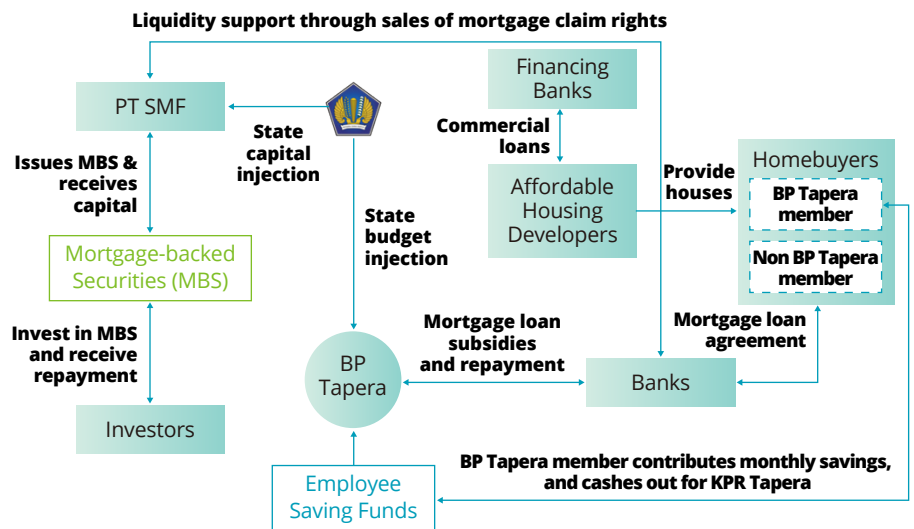 Liquidity support through sales of mortgage claim rights
PT SMF
State
capital
injection
Financing
Banks
Commercial
loans
Affordable
Housing
Developers
Provide
houses
Homebuyers
BP Tapera
member
Non BP Tapera
member
Issues MBS &
receives
capital
Mortgage-backed
Securities (MBS)
Invest in MBS
and receive
repayment
Investors
State
budget
injection
BP
Tapera
Mortgage loan
subsidies
and repayment
Banks
Mortgage loan
agreement
Employee
Saving Funds
BP Tapera member contributes monthly savings,
and cashes out for KPR Tapera